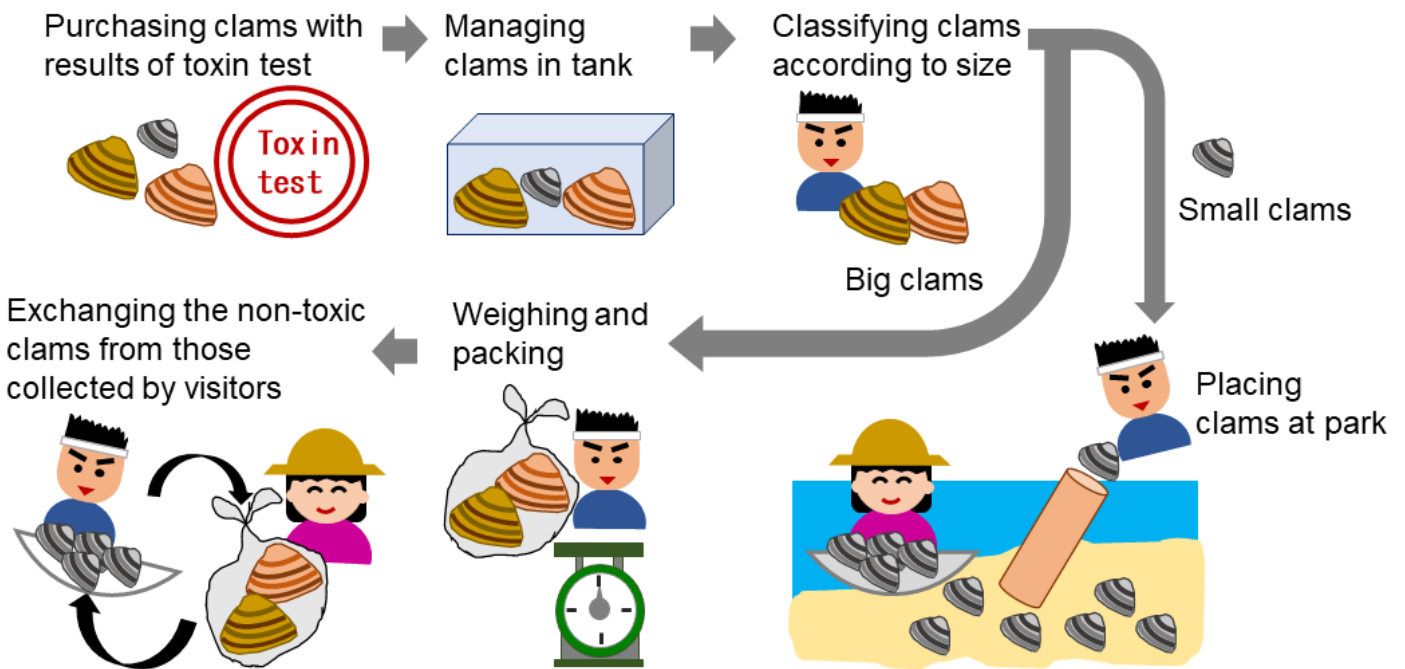 Purchasing clams with
results of toxin test
Toxin
test
Managing
clams in tank
Classifying clams
according to size
Small clams
Big clams
Placing
clams at park
Weighing and
packing
Exchanging the non-toxic
clams from those
collected by visitors